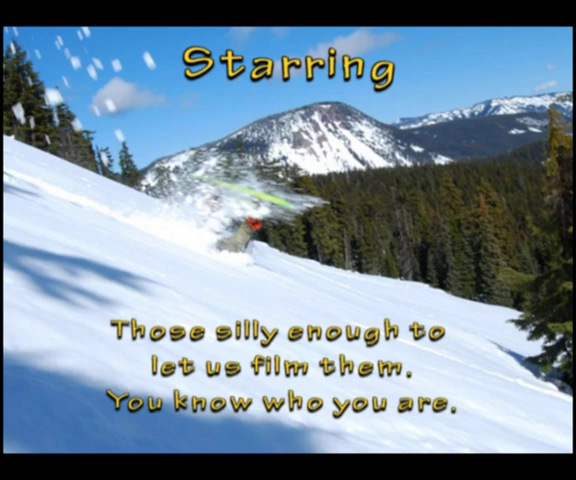 Starring
Those silly enough to
let us film them.
You know who you are.